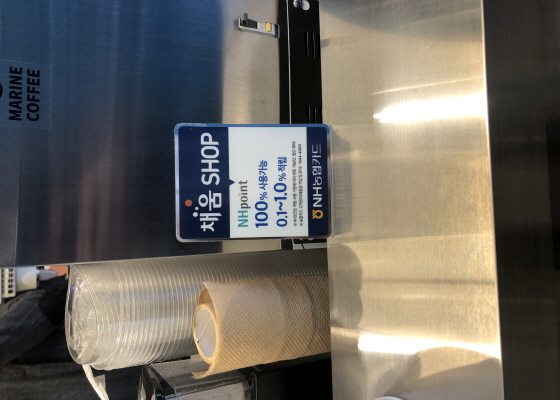 MARINE
COFFEE
채움 SHOP
NHpoint
100% 사용가능
0.1~1.0% 적립
NH농협카드